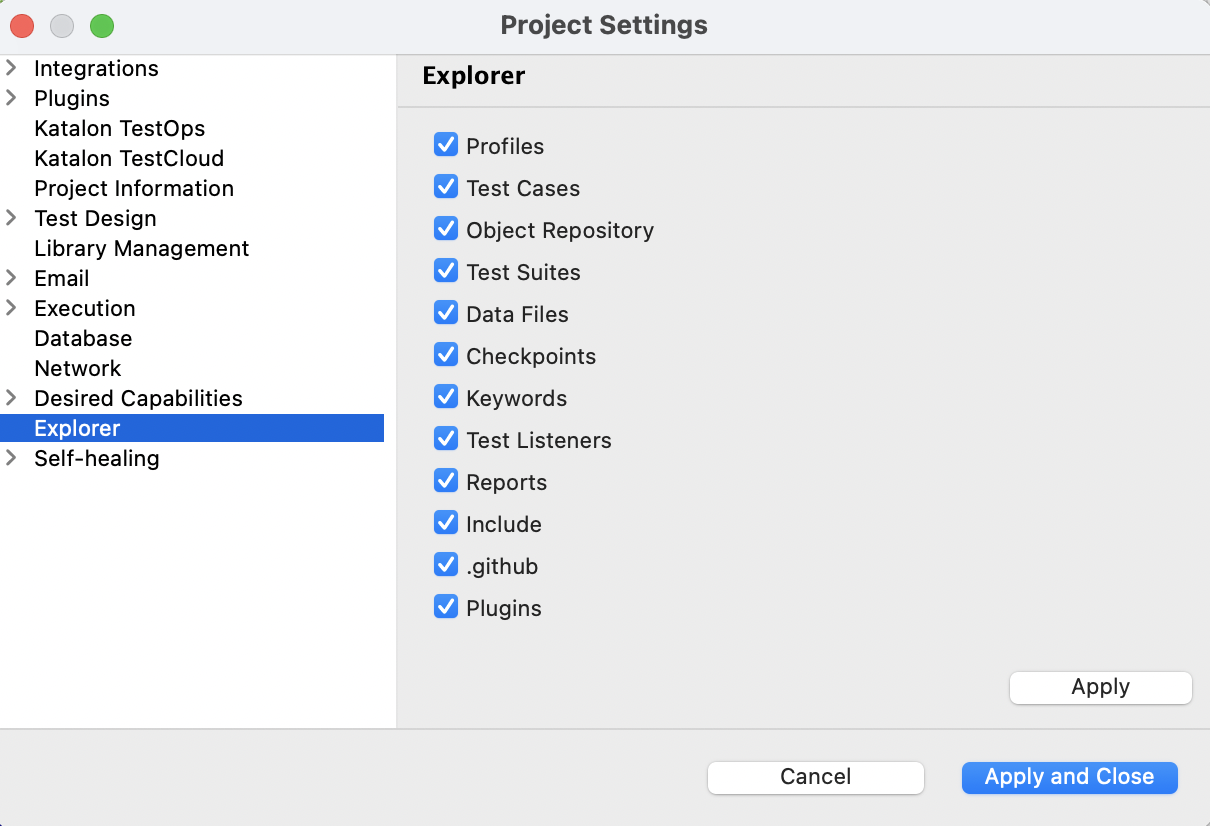 Project Settings
Integrations
Plugins
Katalon TestOps
Katalon TestCloud
Project Information
Test Design
Library Management
Email
Execution
Database
Network
Desired Capabilities
Explorer
Self-healing
Explorer
Profiles
Test Cases
Object Repository
Test Suites
Data Files
Checkpoints
Keywords
Test Listeners
Reports
Include
.github
Plugins
Apply
Cancel
Apply and Close